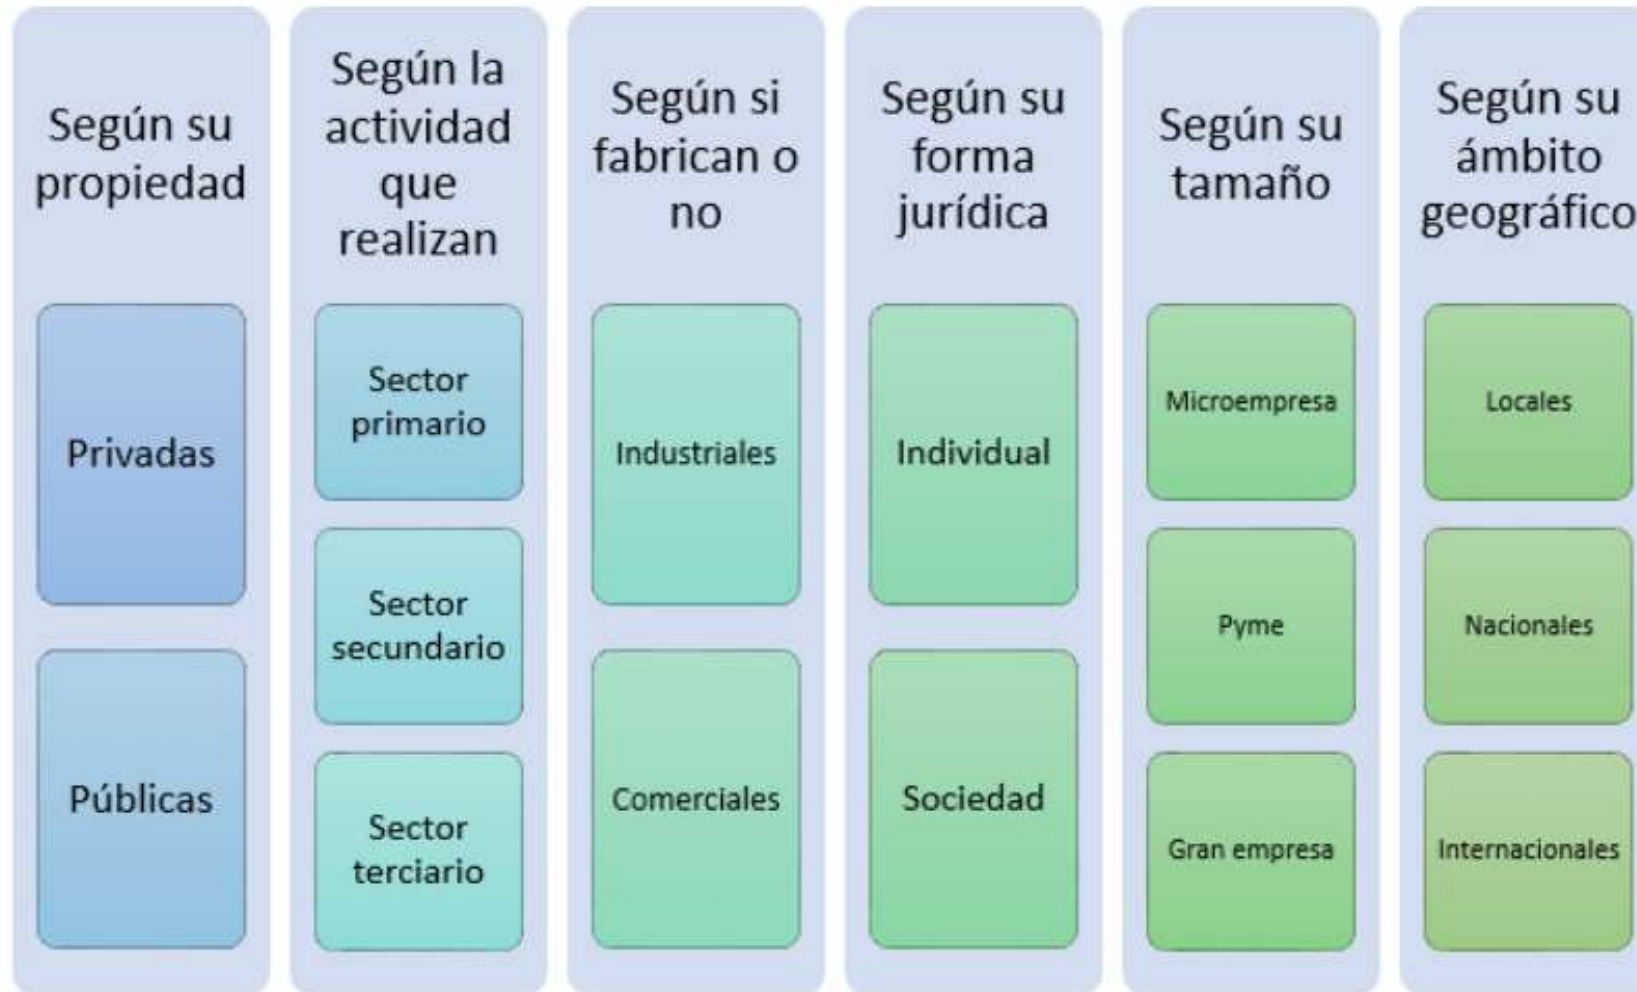 Según su
propiedad
Privadas
Públicas
Según la
actividad
que
realizan
Sector
primario
Sector
secundario
Sector
terciario
Según si
fabrican o
no
Industriales
Comerciales
Según su
forma
jurídica
Individual
Sociedad
Según su
tamaño
Microempresa
Pyme
Gran empresa
Según su
ámbito
geográfico
Locales
Nacionales
Internacionales